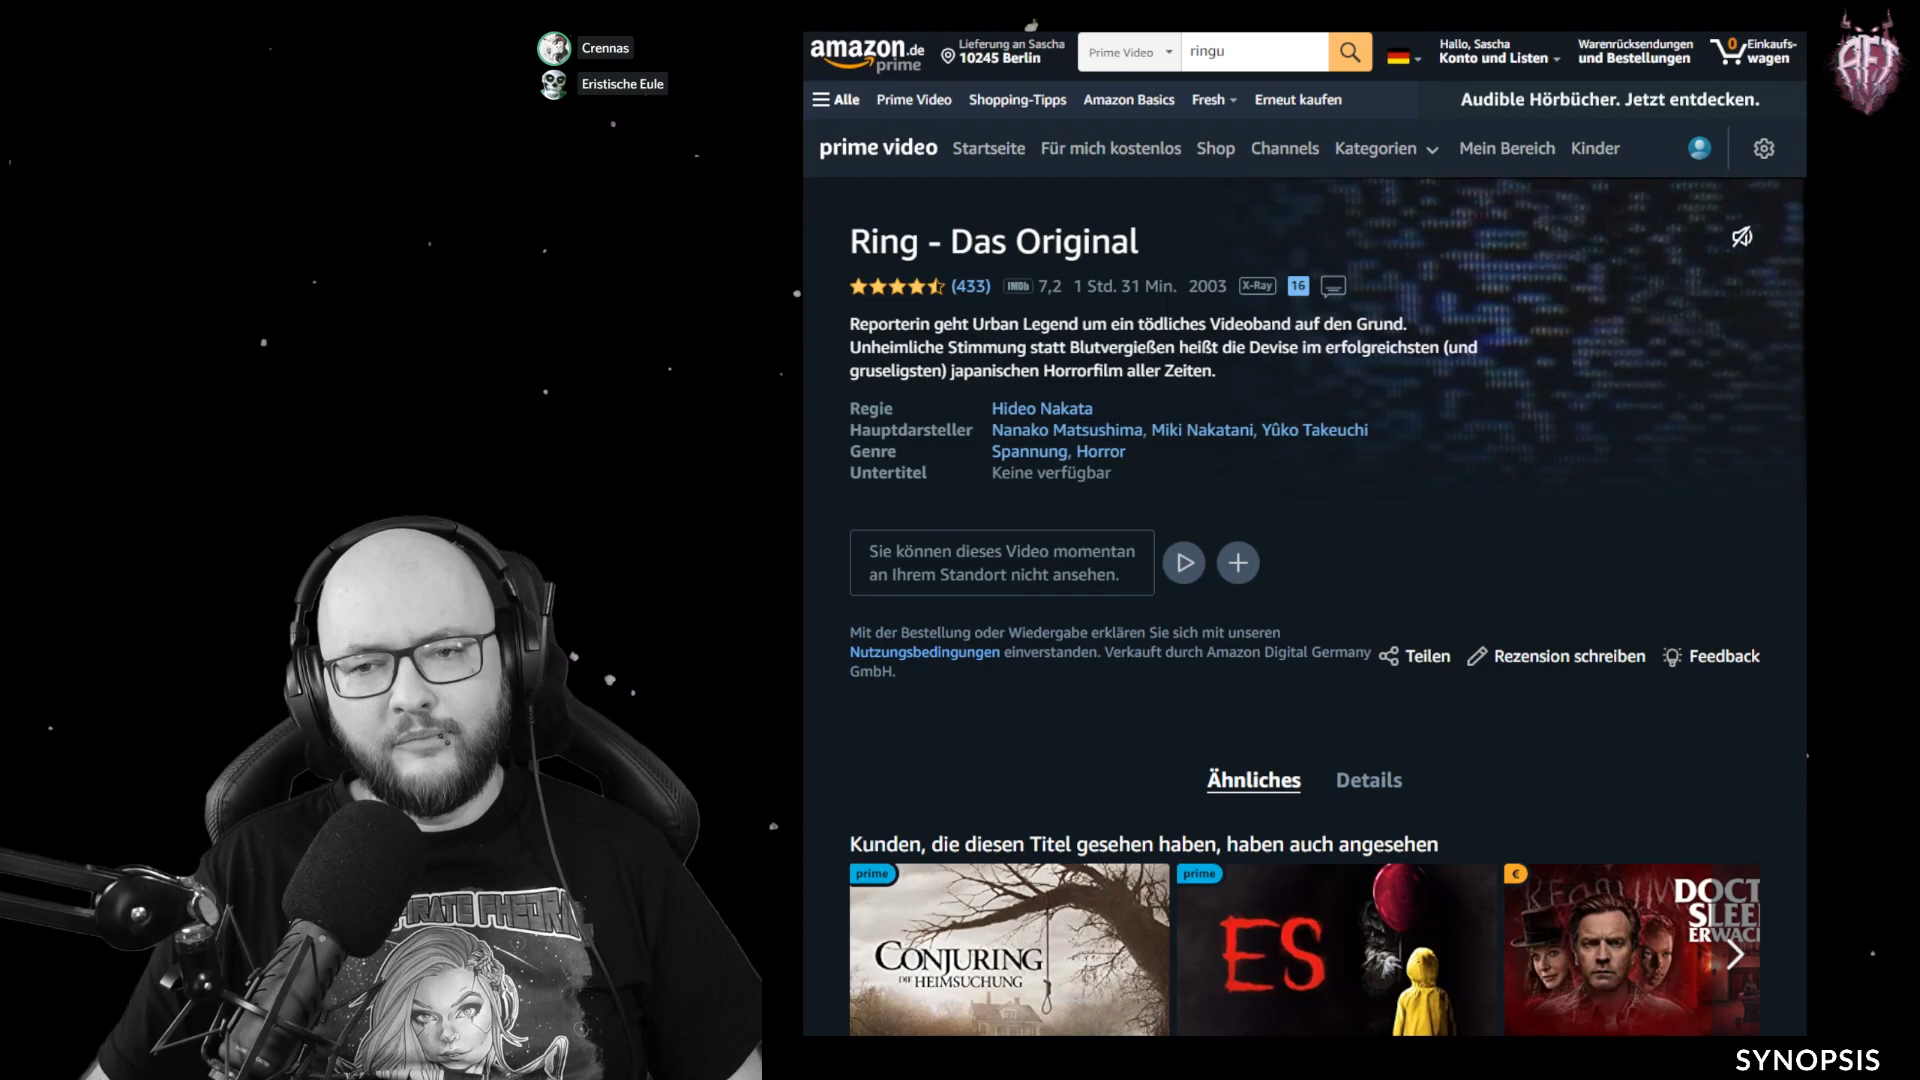 Crennas
Eristische Eule
amazon.de
prime
Lieferung an Sascha
10245 Berlin
Prime Video
ringu
Hallo, Sascha
Konto und Listen
Warenrücksendungen
und Bestellungen
0
Einkaufs-
wagen
Alle
Prime Video
Shopping-Tipps
Amazon Basics
Fresh
Erneut kaufen
Audible Hörbücher. Jetzt entdecken.
prime video
Startseite
Für mich kostenlos
Shop
Channels
Kategorien
Mein Bereich
Kinder
Ring - Das Original
(433)
IMDb
7,2
1 Std. 31 Min.
2003
X-Ray
16
Reporterin geht Urban Legend um ein tödliches Videoband auf den Grund.
Unheimliche Stimmung statt Blutvergießen heißt die Devise im erfolgreichsten (und
gruseligsten) japanischen Horrorfilm aller Zeiten.
Regie Hideo Nakata
Hauptdarsteller Nanako Matsushima, Miki Nakatani, Yûko Takeuchi
Genre Spannung, Horror
Untertitel Keine verfügbar
Sie können dieses Video momentan
an Ihrem Standort nicht ansehen.
Mit der Bestellung oder Wiedergabe erklären Sie sich mit unseren
Nutzungsbedingungen einverstanden. Verkauft durch Amazon Digital Germany
GmbH.
Teilen
Rezension schreiben
Feedback
Ähnliches
Details
Kunden, die diesen Titel gesehen haben, haben auch angesehen
prime
CONJURING
DIE HEIMSUCHUNG
prime
ES
€
DOCT
SLEE
ERWAC
SYNOPSIS